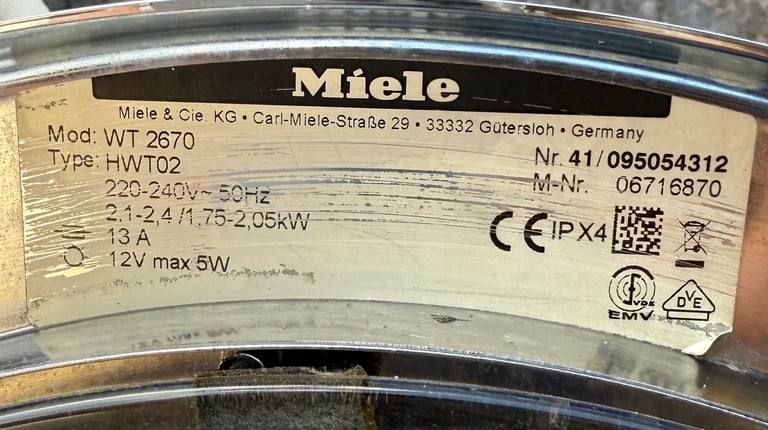 Miele
Miele & Cie. KG • Carl-Miele-Straße 29 • 33332 Gütersloh • Germany
Mod: WT 2670
Type: HWT02
Nr. 41/095054312
M-Nr. 06716870
220-240V~ 50Hz
2,1-2,4/1,75-2,05kW
13 A
12V max 5W
CE IPX4
VDE
EMV
DVE